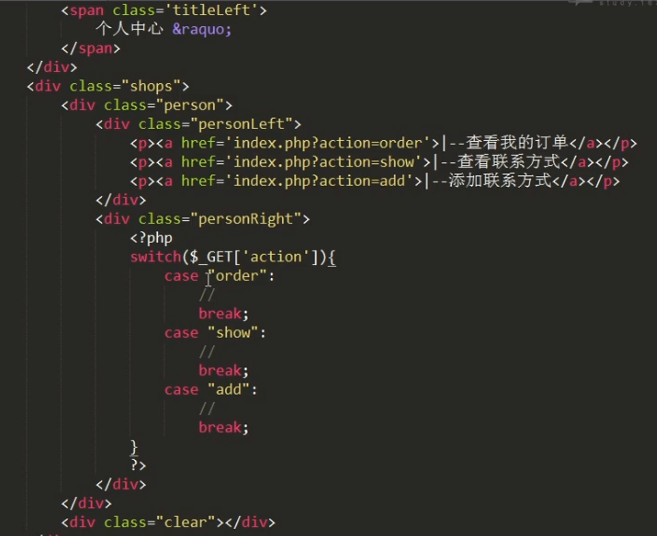 <span class='titleLeft'>
个人中心 &raquo;
</span>
</div>
<div class="shops">
<div class="person">
<div class="personLeft">
<p><a href='index.php?action=order'>|--查看我的订单</a></p>
<p><a href='index.php?action=show'>|--查看联系方式</a></p>
<p><a href='index.php?action=add'>|--添加联系方式</a></p>
</div>
<div class="personRight">
<?php
switch($_GET['action']){
case "order":
//
break;
case "show":
//
break;
case "add":
//
break;
}
?>
</div>
</div>
<div class="clear"></div>